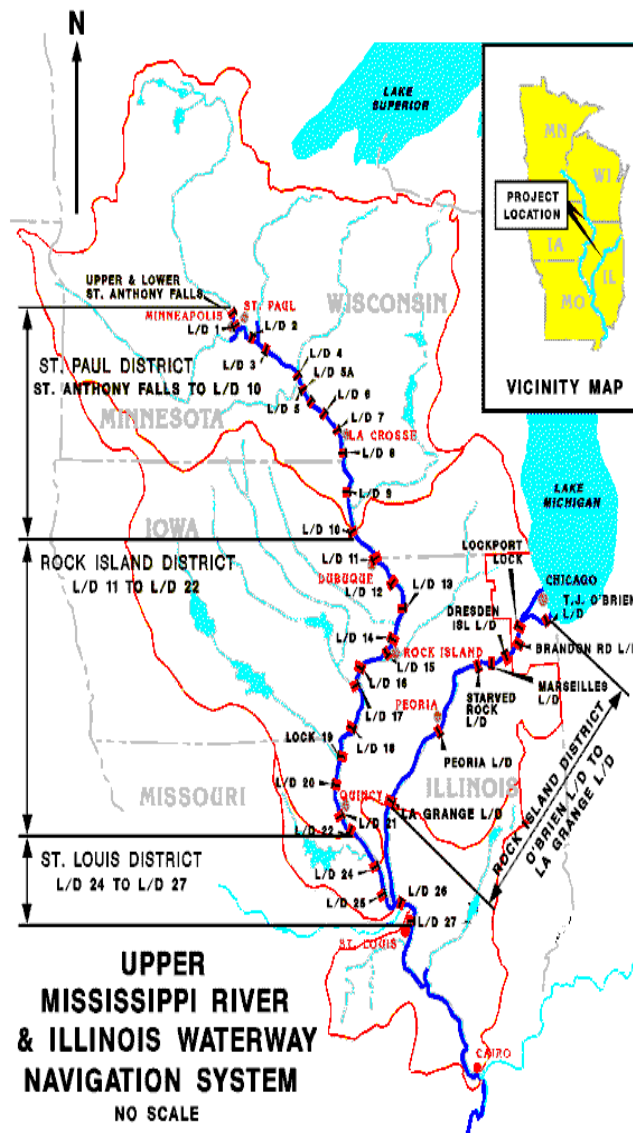 N
LAKE
SUPERIOR
MN
WI
PROJECT
LOCATION
IA
IL
MO
VICINITY MAP
UPPER & LOWER
ST. ANTHONY FALLS
ST. PAUL
MINNEAPOLIS
L/D 1
L/D 2
L/D 3
WISCONSIN
ST. PAUL DISTRICT
ST. ANTHONY FALLS TO L/D 10
L/D 4
L/D 5A
L/D 5
L/D 6
L/D 7
MINNESOTA
LA CROSSE
L/D 8
L/D 9
LAKE
MICHIGAN
IOWA
L/D 10
ROCK ISLAND DISTRICT
L/D 11 TO L/D 22
L/D 11
DUBUQUE
L/D 12
L/D 13
LOCKPORT
LOCK
CHICAGO
T.J. O'BRIEN
L/D
DRESDEN
ISL L/D
BRANDON RD L/D
L/D 14
ROCK ISLAND
L/D 15
L/D 16
MARSEILLES
L/D
STARVED
ROCK
L/D
L/D 17
PEORIA
L/D 18
LOCK 19
PEORIA L/D
L/D 20
MISSOURI
QUINCY
ILLINOIS
LA GRANGE L/D
L/D 21
L/D 22
ROCK ISLAND DISTRICT
O'BRIEN L/D TO
LA GRANGE L/D
ST. LOUIS DISTRICT
L/D 24 TO L/D 27
L/D 24
L/D 25
L/D 26
L/D 27
ST. LOUIS
UPPER
MISSISSIPPI RIVER
& ILLINOIS WATERWAY
NAVIGATION SYSTEM
NO SCALE
CAIRO